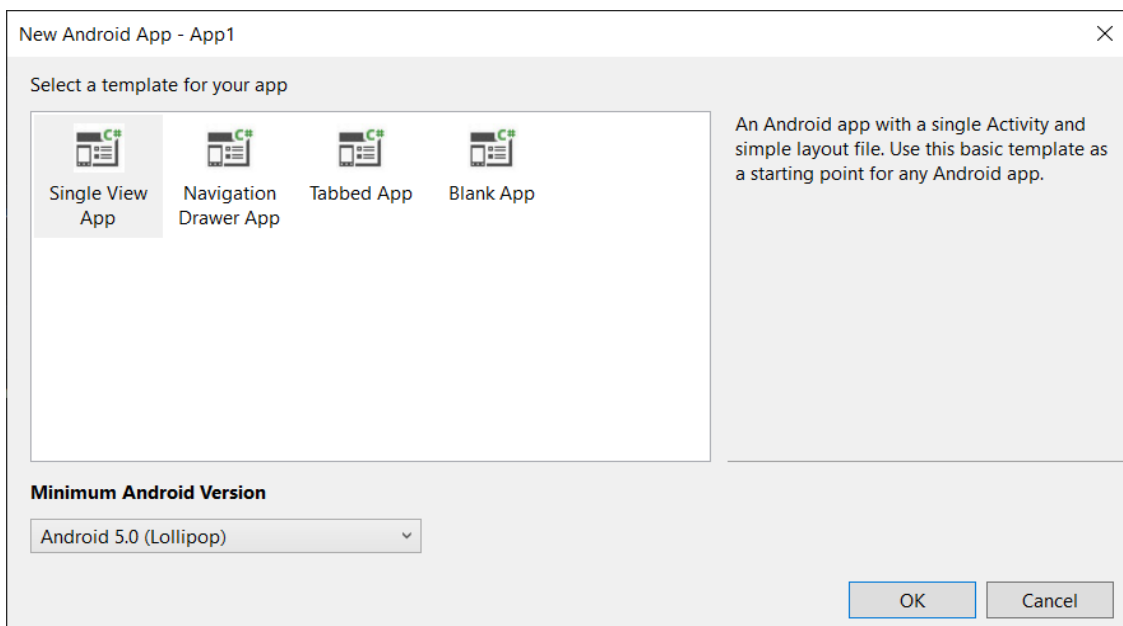 New Android App - App1
Select a template for your app
C# C# C# C#
Single View App
Navigation Drawer App
Tabbed App
Blank App
An Android app with a single Activity and
simple layout file. Use this basic template as
a starting point for any Android app.
Minimum Android Version
Android 5.0 (Lollipop)
OK
Cancel